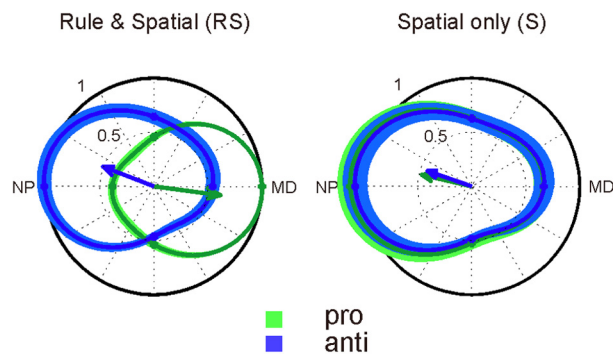 Rule & Spatial (RS)
Spatial only (S)
1
1
0.5
0.5
NP
MD
NP
MD
pro
anti